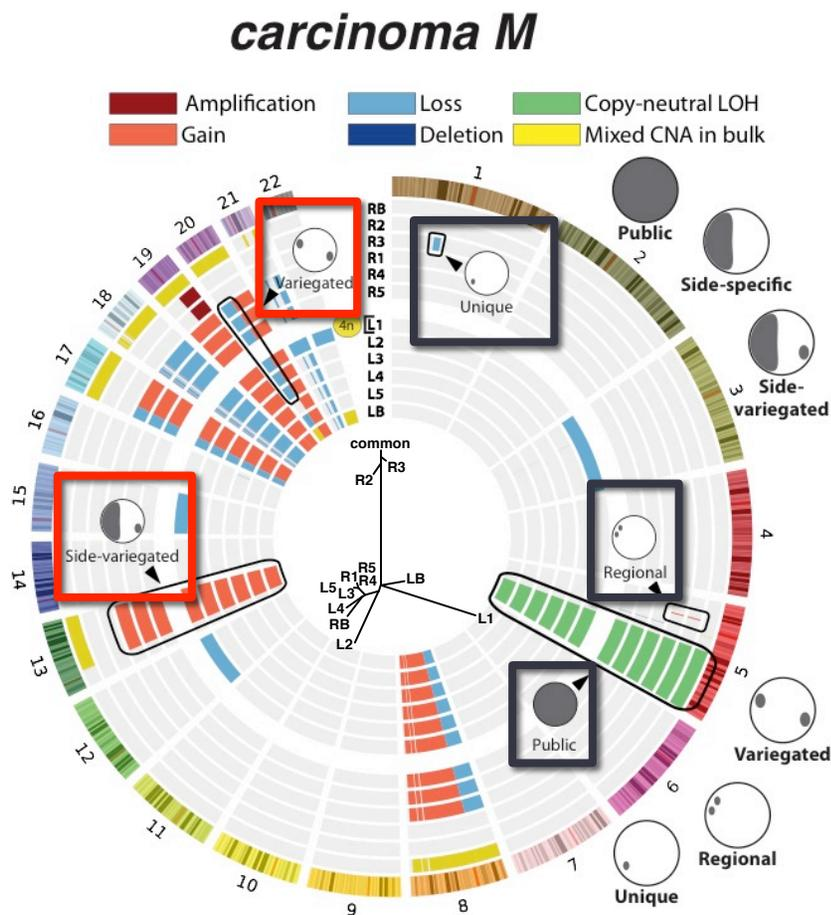 carcinoma M
Amplification
Loss
Copy-neutral LOH
Gain
Deletion
Mixed CNA in bulk
1
2
3
4
5
6
7
8
9
10
11
12
13
14
15
16
17
18
19
20
21
22
RB
R2
R3
R1
R4
R5
4n
L1
L2
L3
L4
L5
LB
Variegated
Unique
Side-variegated
Regional
Public
common
R3
R2
R5
R1
R4
LB
L5
L3
L4
RB
L2
L1
Public
Side-specific
Side-
variegated
Variegated
Regional
Unique